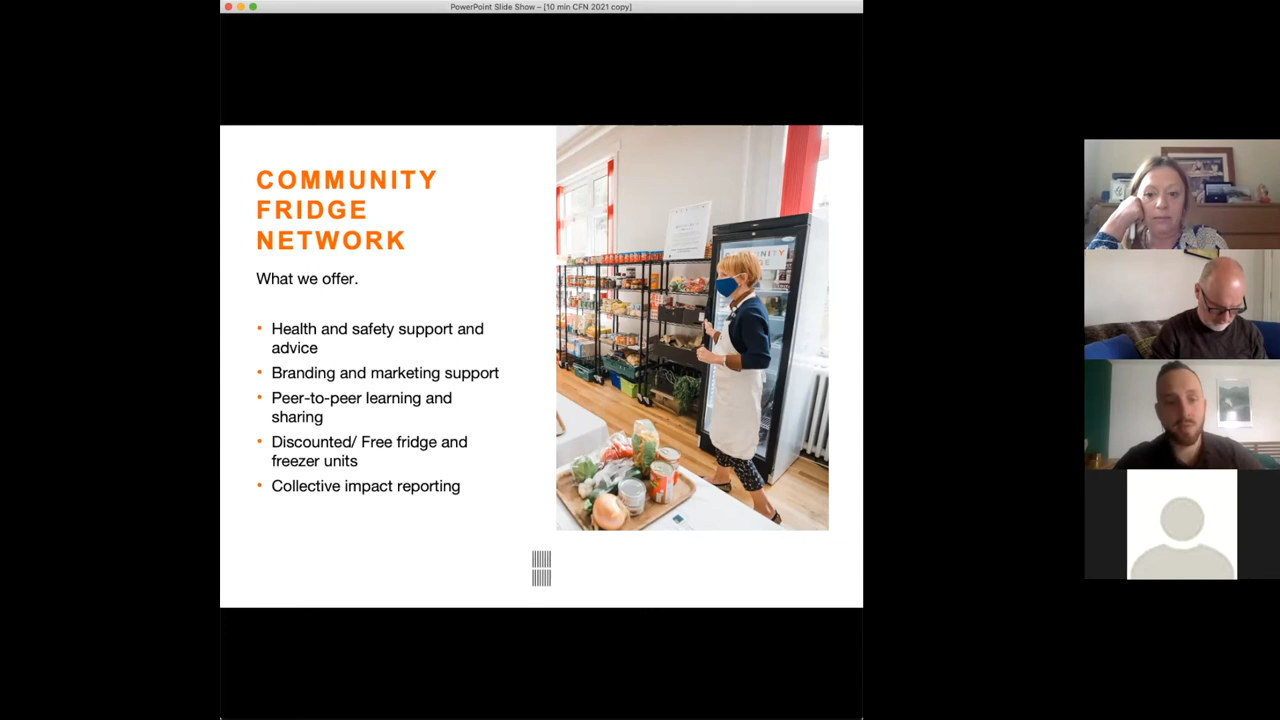 PowerPoint Slide Show – [10 min CFN 2021 copy]
COMMUNITY
FRIDGE
NETWORK
What we offer.
• Health and safety support and
advice
• Branding and marketing support
• Peer-to-peer learning and
sharing
• Discounted/ Free fridge and
freezer units
• Collective impact reporting